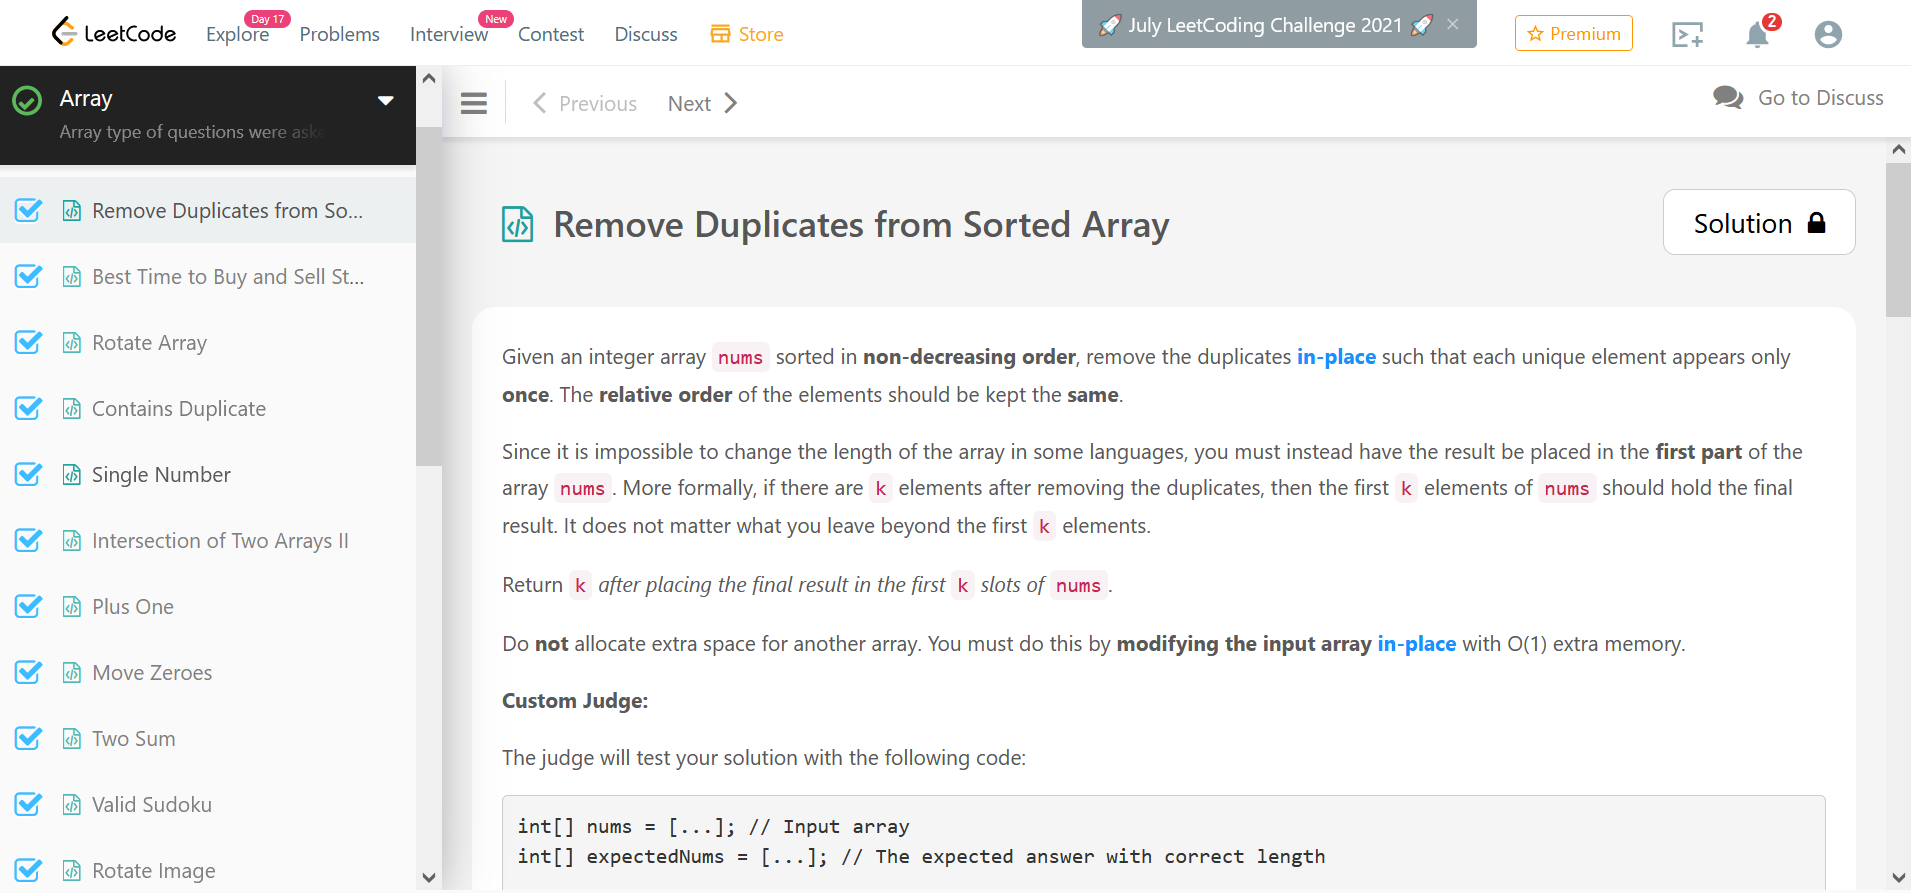 LeetCode
Explore
Day 17
Problems
Interview
New
Contest
Discuss
Store
🚀 July LeetCoding Challenge 2021 🚀 ×
Premium
2
Array
Array type of questions were aske
Previous
Next
Go to Discuss
Remove Duplicates from So...
Best Time to Buy and Sell St...
Rotate Array
Contains Duplicate
Single Number
Intersection of Two Arrays II
Plus One
Move Zeroes
Two Sum
Valid Sudoku
Rotate Image
Remove Duplicates from Sorted Array
Solution
Given an integer array nums sorted in non-decreasing order, remove the duplicates in-place such that each unique element appears only
once. The relative order of the elements should be kept the same.
Since it is impossible to change the length of the array in some languages, you must instead have the result be placed in the first part of the
array nums. More formally, if there are k elements after removing the duplicates, then the first k elements of nums should hold the final
result. It does not matter what you leave beyond the first k elements.
Return k after placing the final result in the first k slots of nums.
Do not allocate extra space for another array. You must do this by modifying the input array in-place with O(1) extra memory.
Custom Judge:
The judge will test your solution with the following code:
int[] nums = [...]; // Input array
int[] expectedNums = [...]; // The expected answer with correct length